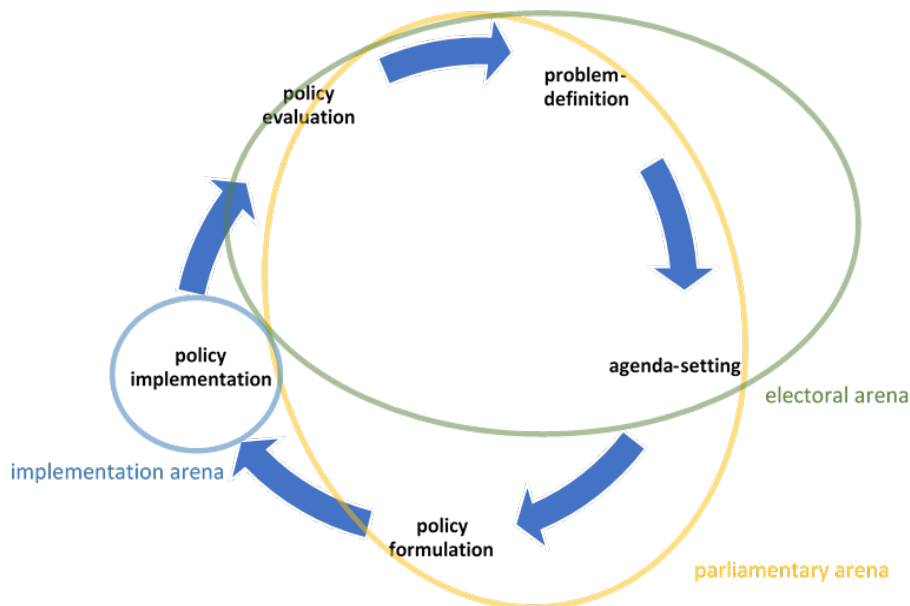 problem-
definition
policy
evaluation
policy
implementation
agenda-setting
electoral arena
implementation arena
policy
formulation
parliamentary arena